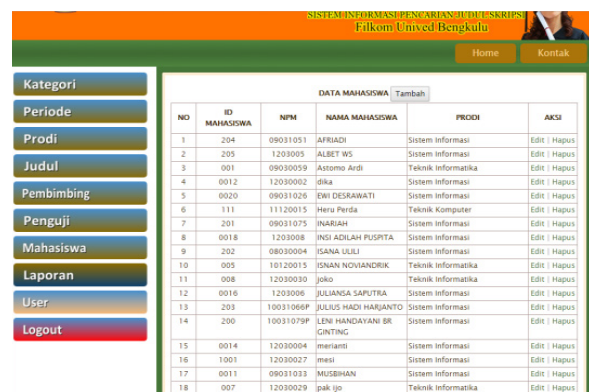 SISTEM INFORMASI PENCARIAN JUDUL SKRIPSI
Filkom Unived Bengkulu
Home Kontak
Kategori
Periode
Prodi
Judul
Pembimbing
Penguji
Mahasiswa
Laporan
User
Logout
DATA MAHASISWA Tambah
NO ID MAHASISWA NPM NAMA MAHASISWA PRODI AKSI
1 204 09031051 AFRIADI Sistem Informasi Edit | Hapus
2 205 1203005 ALBET WS Sistem Informasi Edit | Hapus
3 001 09030059 Astomo Ardi Teknik Informatika Edit | Hapus
4 0012 12030002 dika Sistem Informasi Edit | Hapus
5 0020 09031026 EWI DESRAWATI Sistem Informasi Edit | Hapus
6 111 11120015 Heru Perda Teknik Komputer Edit | Hapus
7 201 09031075 INARIAH Sistem Informasi Edit | Hapus
8 0018 1203008 INSI ADILAH PUSPITA Sistem Informasi Edit | Hapus
9 202 08030004 ISANA ULILI Sistem Informasi Edit | Hapus
10 005 10120015 ISNAN NOVIANDRIK Teknik Informatika Edit | Hapus
11 008 12030030 joko Teknik Informatika Edit | Hapus
12 0016 1203006 JULIANSA SAPUTRA Sistem Informasi Edit | Hapus
13 203 10031066P JULIUS HADI HARJANTO Sistem Informasi Edit | Hapus
14 200 10031079P LENI HANDAYANI BR GINTING Sistem Informasi Edit | Hapus
15 0014 12030004 merianti Sistem Informasi Edit | Hapus
16 1001 12030027 mesi Sistem Informasi Edit | Hapus
17 0011 09031033 MUSBIHAN Sistem Informasi Edit | Hapus
18 007 12030029 pak ijo Teknik Informatika Edit | Hapus